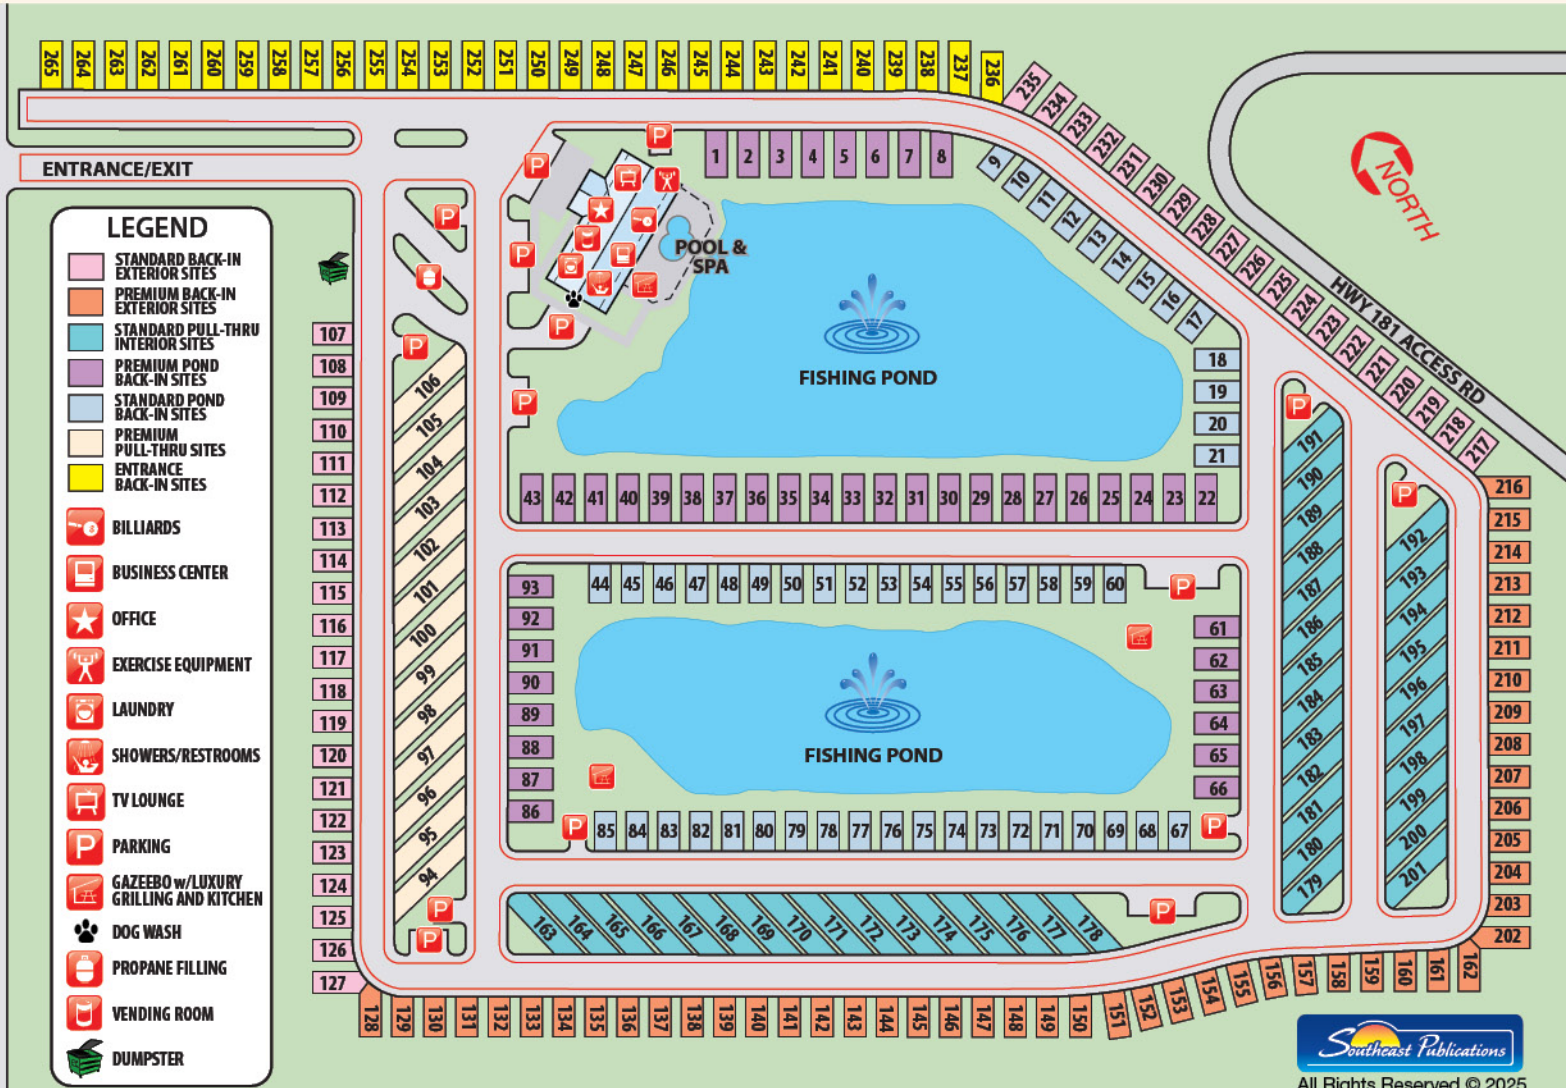 265 264 263 262 261 260 259 258 257 256 255 254 253 252 251 250 249 248 247 246 245 244 243 242 241 240 239 238 237 236
235 234 233 232 231 230 229 228 227 226 225 224 223 222 221 220 219 218 217
ENTRANCE/EXIT
NORTH
HWY 181 ACCESS RD
LEGEND
STANDARD BACK-IN
EXTERIOR SITES
PREMIUM BACK-IN
EXTERIOR SITES
STANDARD PULL-THRU
INTERIOR SITES
PREMIUM POND
BACK-IN SITES
STANDARD POND
BACK-IN SITES
PREMIUM
PULL-THRU SITES
ENTRANCE
BACK-IN SITES
BILLIARDS
BUSINESS CENTER
OFFICE
EXERCISE EQUIPMENT
LAUNDRY
SHOWERS/RESTROOMS
TV LOUNGE
P PARKING
GAZEEBO w/LUXURY
GRILLING AND KITCHEN
DOG WASH
PROPANE FILLING
VENDING ROOM
DUMPSTER
P
P
P
P
P
P
P
POOL &
SPA
1 2 3 4 5 6 7 8
9 10 11 12 13 14 15 16 17
18
19
20
21
FISHING POND
43 42 41 40 39 38 37 36 35 34 33 32 31 30 29 28 27 26 25 24 23 22
107
108
109
110
111
112
113
114
115
116
117
118
119
120
121
122
123
124
125
126
127
106
105
104
103
102
101
100
99
98
97
96
95
94
P
P
93
92
91
90
89
88
87
86
44 45 46 47 48 49 50 51 52 53 54 55 56 57 58 59 60
P
61
62
63
64
65
66
FISHING POND
P
85 84 83 82 81 80 79 78 77 76 75 74 73 72 71 70 69 68 67
P
163 164 165 166 167 168 169 170 171 172 173 174 175 176 177 178
P
P
191
190
189
188
187
186
185
184
183
182
181
180
179
P
192
193
194
195
196
197
198
199
200
201
216
215
214
213
212
211
210
209
208
207
206
205
204
203
202
128 129 130 131 132 133 134 135 136 137 138 139 140 141 142 143 144 145 146 147 148 149 150 151 152 153 154 155 156 157 158 159 160 161 162
Southeast Publications
All Rights Reserved © 2025